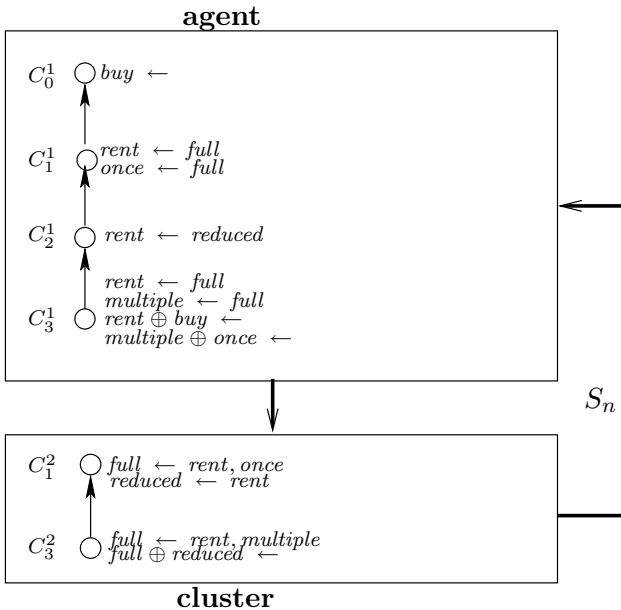 agent
C_0^1 buy ←
C_1^1 rent ← full
once ← full
C_2^1 rent ← reduced
rent ← full
multiple ← full
C_3^1 rent ⊕ buy ←
multiple ⊕ once ←
S_n
C_1^2 full ← rent, once
reduced ← rent
C_3^2 full ← rent, multiple
full ⊕ reduced ←
cluster